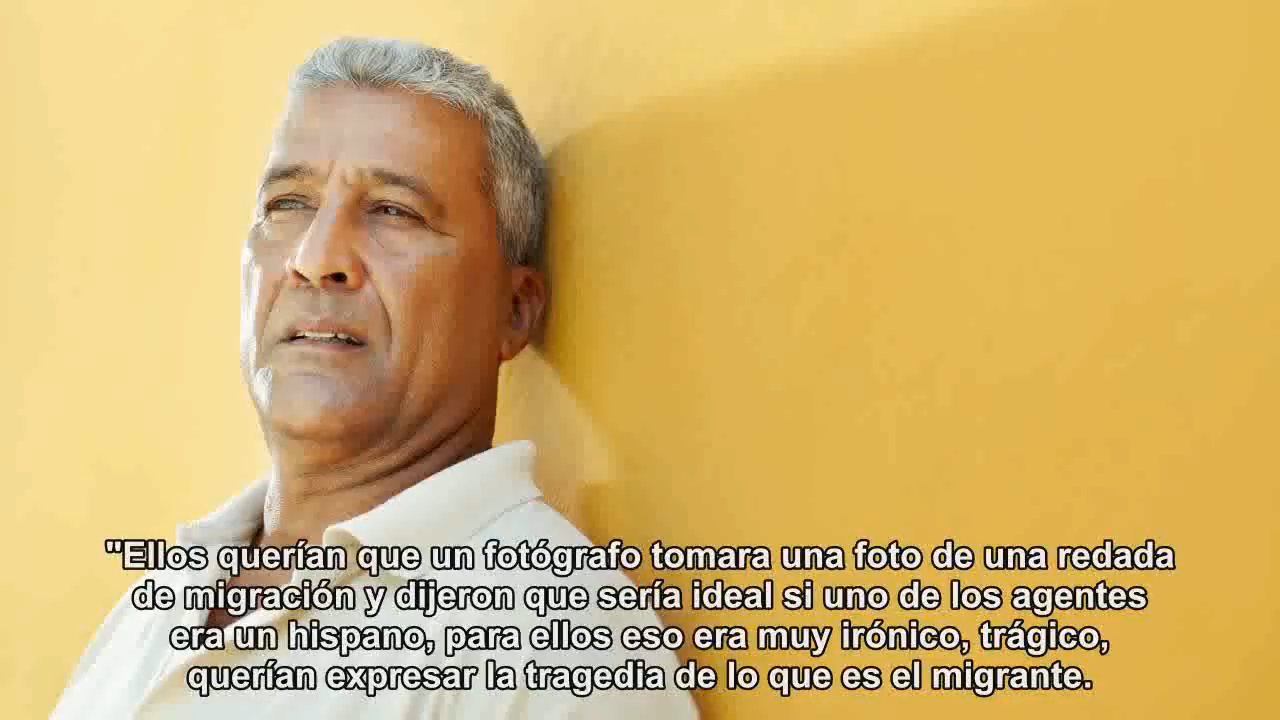 "Ellos querían que un fotógrafo tomara una foto de una redada
de migración y dijeron que sería ideal si uno de los agentes
era un hispano, para ellos eso era muy irónico, trágico,
querían expresar la tragedia de lo que es el migrante.